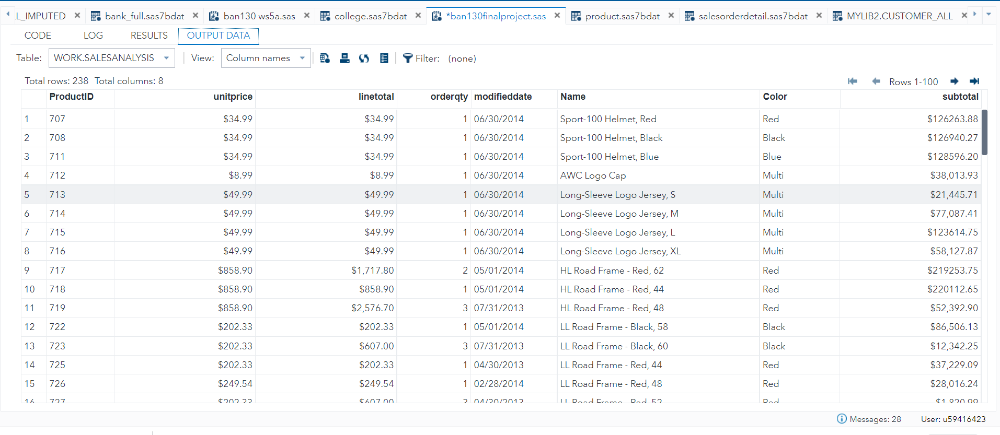 LL_IMPUTED bank_full.sas7bdat ban130 ws5a.sas college.sas7bdat *ban130finalproject.sas product.sas7bdat salesorderdetail.sas7bdat MYLIB2.CUSTOMER_ALL
CODE LOG RESULTS OUTPUT DATA
Table: WORK.SALESANALYSIS View: Column names Filter: (none)
Total rows: 238 Total columns: 8 Rows 1-100
ProductID unitprice linetotal orderqty modifieddate Name Color subtotal
1 707 $34.99 $34.99 1 06/30/2014 Sport-100 Helmet, Red Red $126263.88
2 708 $34.99 $34.99 1 06/30/2014 Sport-100 Helmet, Black Black $126940.27
3 711 $34.99 $34.99 1 06/30/2014 Sport-100 Helmet, Blue Blue $128596.20
4 712 $8.99 $8.99 1 06/30/2014 AWC Logo Cap Multi $38,013.93
5 713 $49.99 $49.99 1 06/30/2014 Long-Sleeve Logo Jersey, S Multi $21,445.71
6 714 $49.99 $49.99 1 06/30/2014 Long-Sleeve Logo Jersey, M Multi $77,087.41
7 715 $49.99 $49.99 1 06/30/2014 Long-Sleeve Logo Jersey, L Multi $123614.75
8 716 $49.99 $49.99 1 06/30/2014 Long-Sleeve Logo Jersey, XL Multi $58,127.87
9 717 $858.90 $1,717.80 2 05/01/2014 HL Road Frame - Red, 62 Red $219253.75
10 718 $858.90 $858.90 1 05/01/2014 HL Road Frame - Red, 44 Red $220112.65
11 719 $858.90 $2,576.70 3 07/31/2013 HL Road Frame - Red, 48 Red $52,392.90
12 722 $202.33 $202.33 1 05/01/2014 LL Road Frame - Black, 58 Black $86,506.13
13 723 $202.33 $607.00 3 07/31/2013 LL Road Frame - Black, 60 Black $12,342.25
14 725 $202.33 $202.33 1 04/30/2013 LL Road Frame - Red, 44 Red $37,229.09
15 726 $249.54 $249.54 1 02/28/2014 LL Road Frame - Red, 48 Red $28,016.24
16 727 $202.33 $607.00 3 04/30/2013 LL Road Frame - Red, 52 Red $1,820.99
Messages: 28 User: u59416423